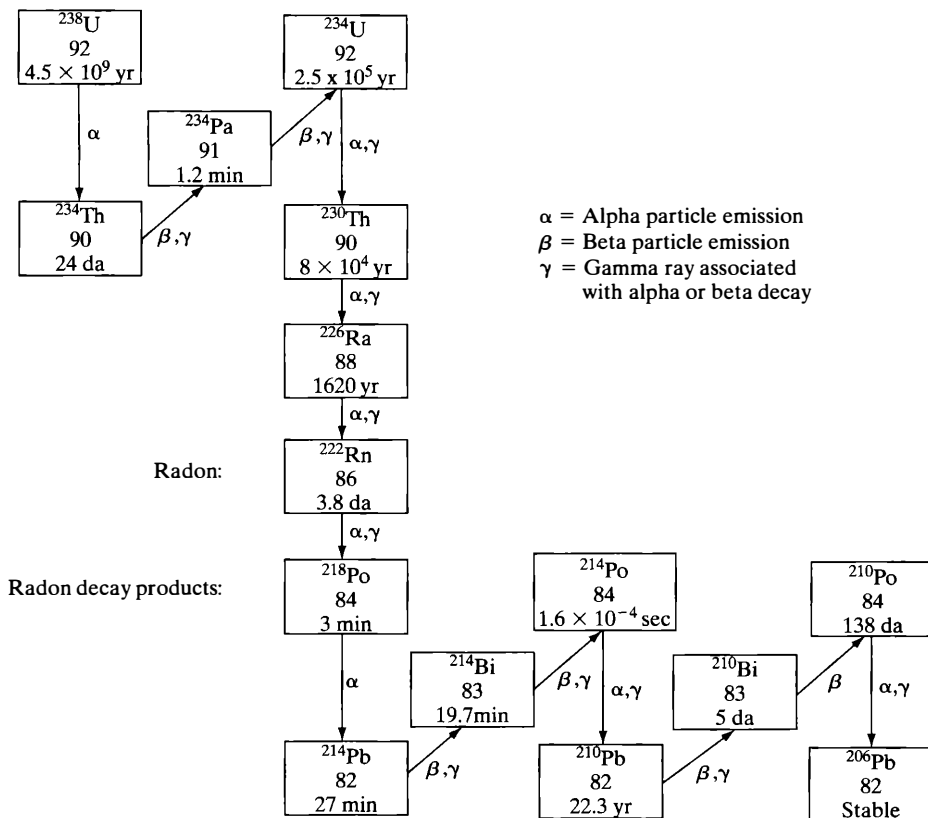 ²³⁸U
92
4.5 × 10⁹ yr
α
²³⁴Th
90
24 da
β,γ
²³⁴Pa
91
1.2 min
β,γ
²³⁴U
92
2.5 x 10⁵ yr
α,γ
²³⁰Th
90
8 × 10⁴ yr
α,γ
²²⁶Ra
88
1620 yr
α,γ
α = Alpha particle emission
β = Beta particle emission
γ = Gamma ray associated
with alpha or beta decay
Radon:
²²²Rn
86
3.8 da
α,γ
Radon decay products:
²¹⁸Po
84
3 min
α
²¹⁴Pb
82
27 min
β,γ
²¹⁴Bi
83
19.7min
β,γ
²¹⁴Po
84
1.6 × 10⁻⁴ sec
α,γ
²¹⁰Pb
82
22.3 yr
β,γ
²¹⁰Bi
83
5 da
β
²¹⁰Po
84
138 da
α,γ
²⁰⁶Pb
82
Stable